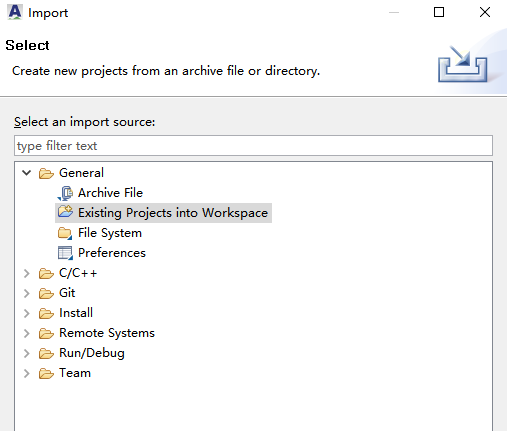 Import
Select
Create new projects from an archive file or directory.
Select an import source:
type filter text
General
Archive File
Existing Projects into Workspace
File System
Preferences
C/C++
Git
Install
Remote Systems
Run/Debug
Team